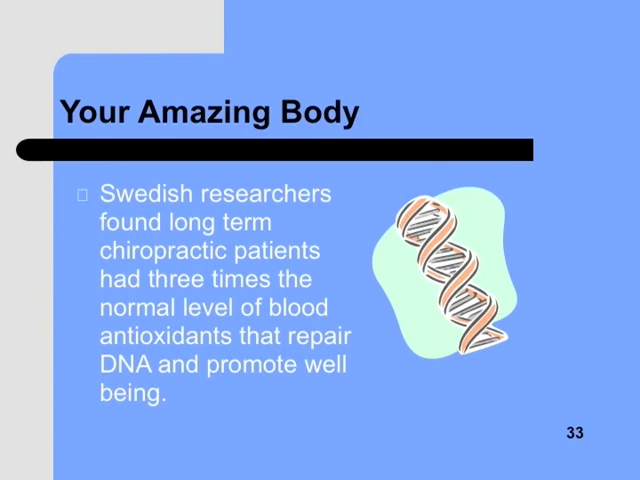 Your Amazing Body
Swedish researchers
found long term
chiropractic patients
had three times the
normal level of blood
antioxidants that repair
DNA and promote well
being.
33